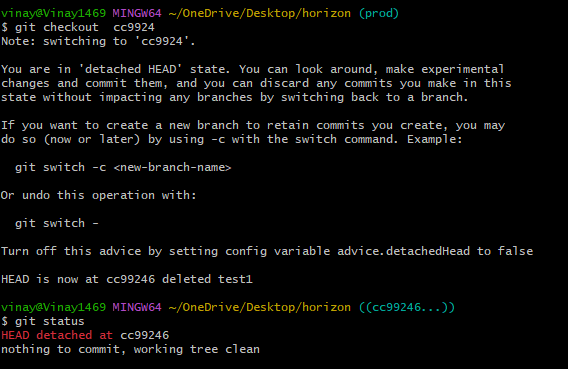 vinay@Vinay1469 MINGW64 ~/OneDrive/Desktop/horizon (prod)
$ git checkout  cc9924
Note: switching to 'cc9924'.
You are in 'detached HEAD' state. You can look around, make experimental
changes and commit them, and you can discard any commits you make in this
state without impacting any branches by switching back to a branch.
If you want to create a new branch to retain commits you create, you may
do so (now or later) by using -c with the switch command. Example:
  git switch -c <new-branch-name>
Or undo this operation with:
  git switch -
Turn off this advice by setting config variable advice.detachedHead to false
HEAD is now at cc99246 deleted test1
vinay@Vinay1469 MINGW64 ~/OneDrive/Desktop/horizon ((cc99246...))
$ git status
HEAD detached at cc99246
nothing to commit, working tree clean